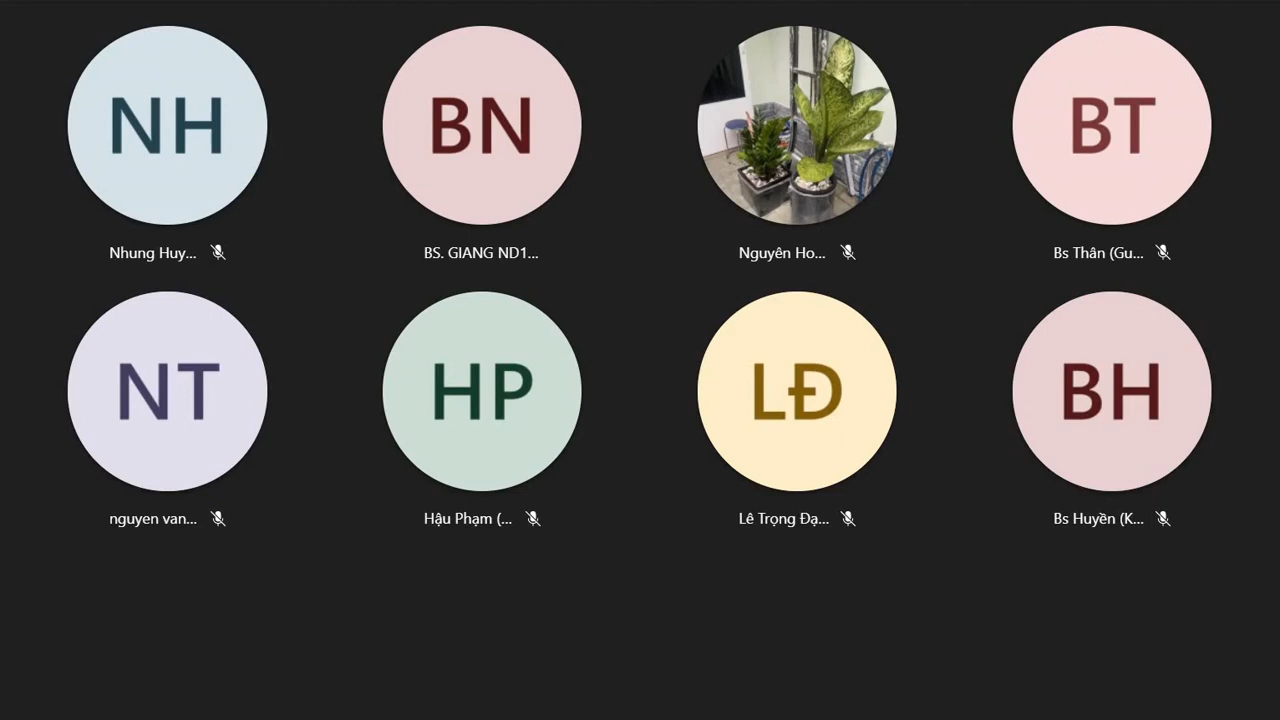 NH
BN
BT
Nhung Huy...
BS. GIANG ND1...
Nguyên Ho...
Bs Thân (Gu...
NT
HP
LĐ
BH
nguyen van...
Hậu Phạm (...
Lê Trọng Đạ...
Bs Huyền (K...